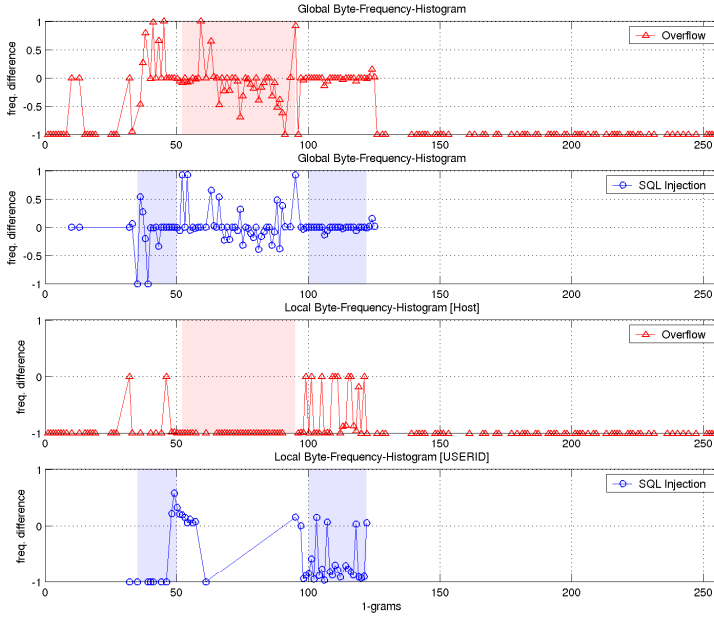 Global Byte-Frequency-Histogram
1
0.5
0
-0.5
-1
freq. difference
Overflow
0 50 100 150 200 250
Global Byte-Frequency-Histogram
1
0.5
0
-0.5
-1
freq. difference
SQL Injection
0 50 100 150 200 250
Local Byte-Frequency-Histogram [Host]
1
0
-1
freq. difference
Overflow
0 50 100 150 200 250
Local Byte-Frequency-Histogram [USERID]
1
0
-1
freq. difference
SQL Injection
0 50 100 150 200 250
1-grams